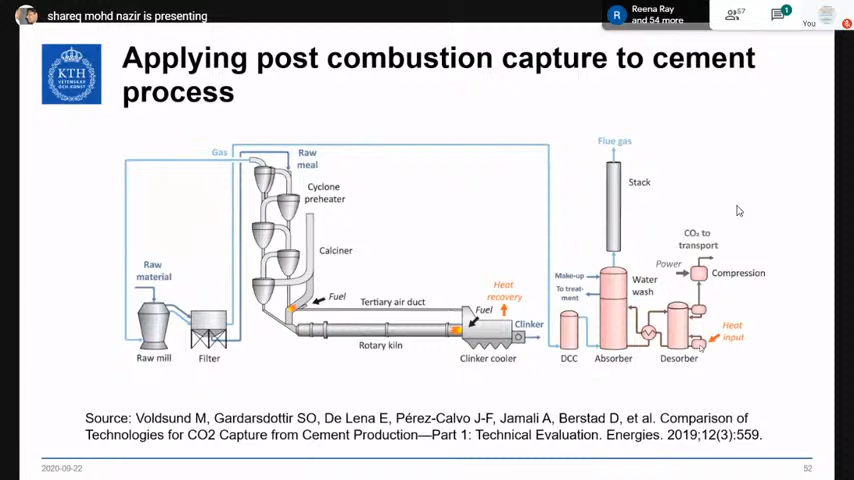 shareq mohd nazir is presenting
R
Reena Ray
and 54 more
57
1
You
KTH
VETENSKAP
OCH KONST
Applying post combustion capture to cement
process
Flue gas
Gas
Raw
meal
Stack
Cyclone
preheater
CO₂ to
transport
Calciner
Raw
material
Power
Compression
Make-up
Water
wash
To treat-
ment
Heat
recovery
Fuel
Tertiary air duct
Fuel
Clinker
Heat
input
Rotary kiln
Raw mill
Filter
Clinker cooler
DCC
Absorber
Desorber
Source: Voldsund M, Gardarsdottir SO, De Lena E, Pérez-Calvo J-F, Jamali A, Berstad D, et al. Comparison of
Technologies for CO2 Capture from Cement Production—Part 1: Technical Evaluation. Energies. 2019;12(3):559.
2020-09-22
52